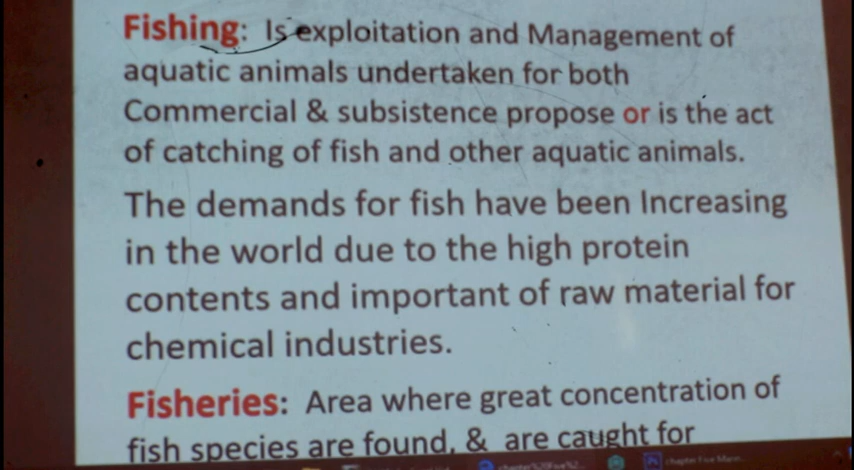 Fishing: Is exploitation and Management of
aquatic animals undertaken for both
Commercial & subsistence propose or is the act
of catching of fish and other aquatic animals.
The demands for fish have been Increasing
in the world due to the high protein
contents and important of raw material for
chemical industries.
Fisheries: Area where great concentration of
fish species are found, & are caught for